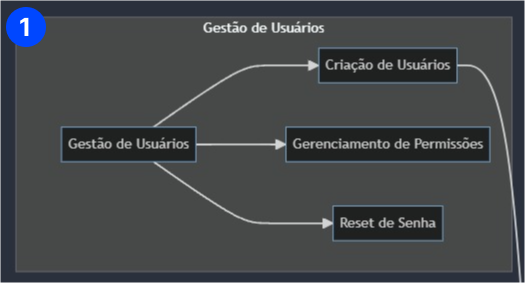 1
Gestão de Usuários
Criação de Usuários
Gestão de Usuários
Gerenciamento de Permissões
Reset de Senha